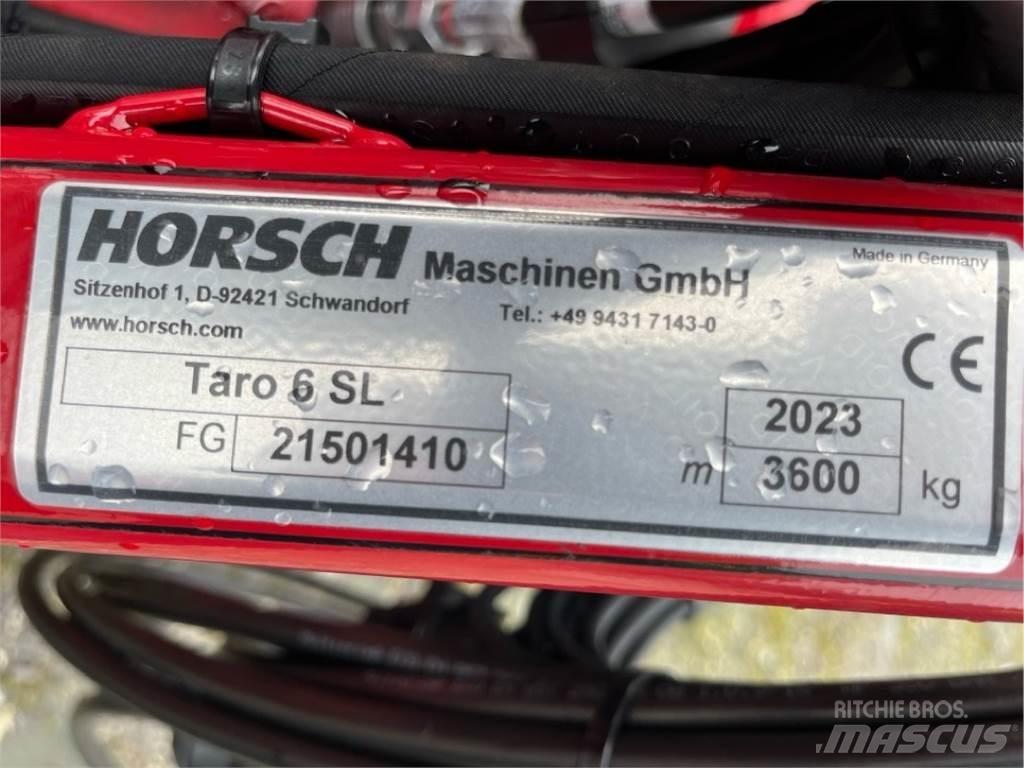 HORSCH Maschinen GmbH
Made in Germany
Sitzenhof 1, D-92421 Schwandorf
Tel.: +49 9431 7143-0
www.horsch.com
CE
Taro 6 SL
2023
FG 21501410
m 3600 kg
RITCHIE BROS.
MASCUS